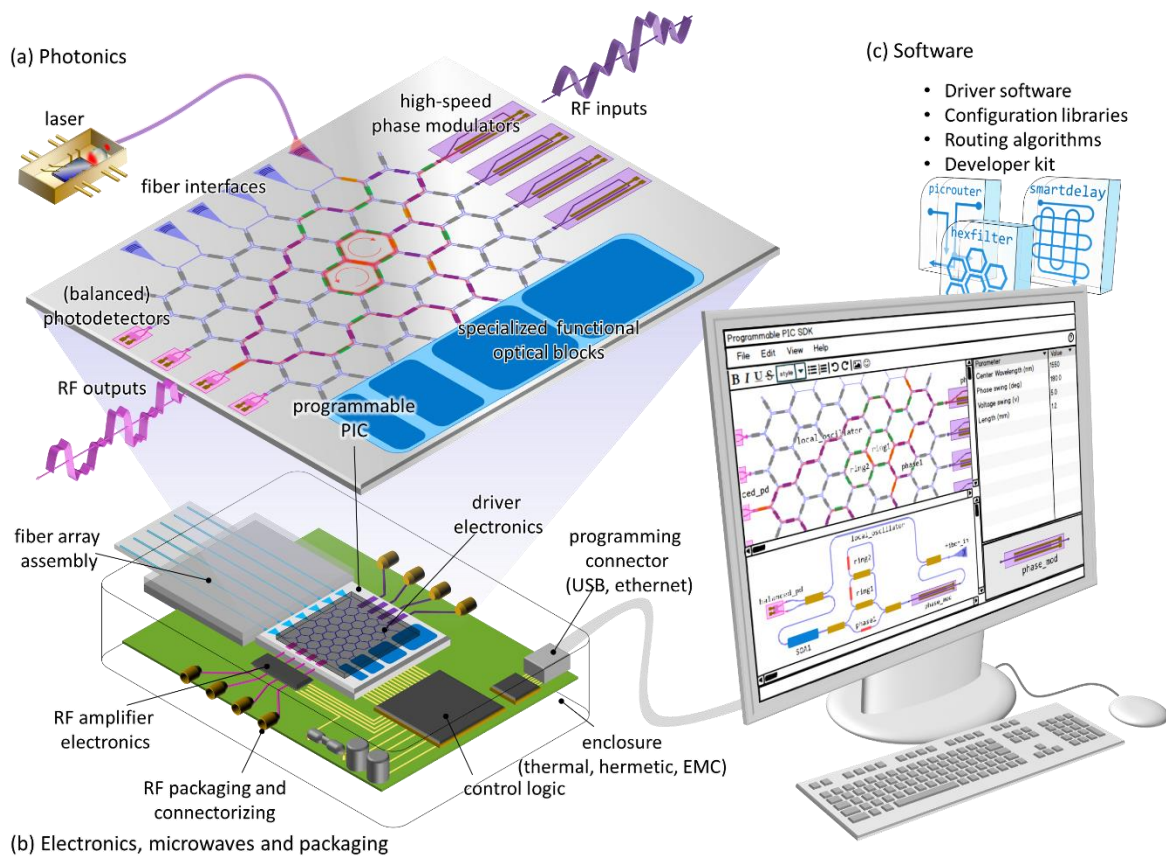 (a) Photonics
laser
fiber interfaces
high-speed
phase modulators
RF inputs
(balanced)
photodetectors
RF outputs
specialized functional
optical blocks
programmable
PIC
(c) Software
• Driver software
• Configuration libraries
• Routing algorithms
• Developer kit
picrouter
smartdelay
hexfilter
Programmable PIC SDK
File Edit View Help
B I U S style
Parameter Value
Center Wavelength (nm) 1550
Phase swing (deg) 180.0
Voltage swing (v) 5.0
Length (mm) 1.2
local_oscillator
ring1
ring2
phase1
ced_pd
ph
local_oscillator
ring2
ring1
phase1
balanced_pd
phase_mod
SOA1
phase_mod
fiber array
assembly
driver
electronics
programming
connector
(USB, ethernet)
RF amplifier
electronics
RF packaging and
connectorizing
control logic
enclosure
(thermal, hermetic, EMC)
(b) Electronics, microwaves and packaging